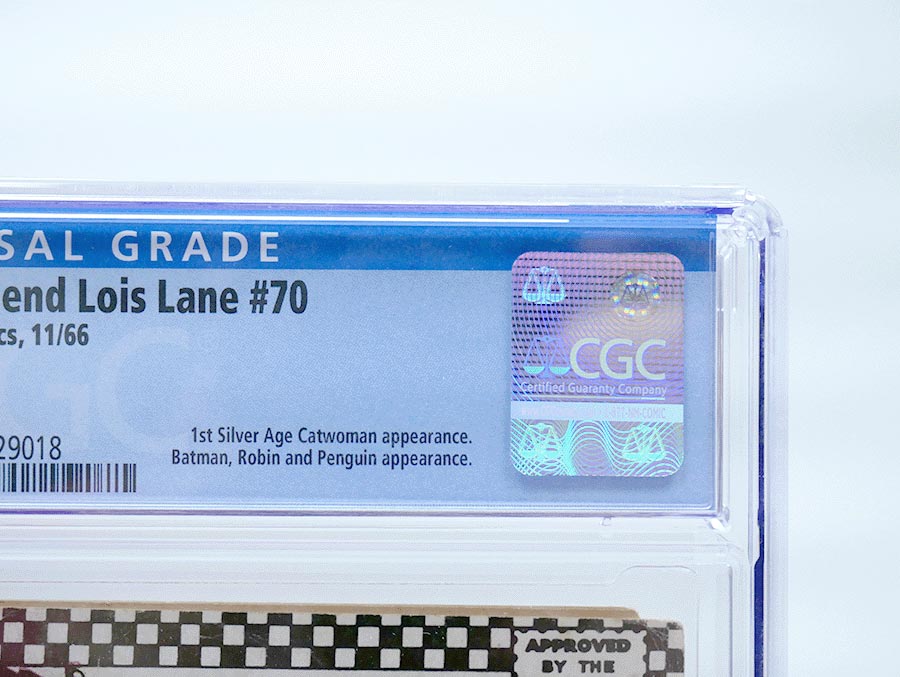 SAL GRADE
end Lois Lane #70
cs, 11/66
29018
1st Silver Age Catwoman appearance.
Batman, Robin and Penguin appearance.
CGC
Certified Guaranty Company
APPROVED
BY THE